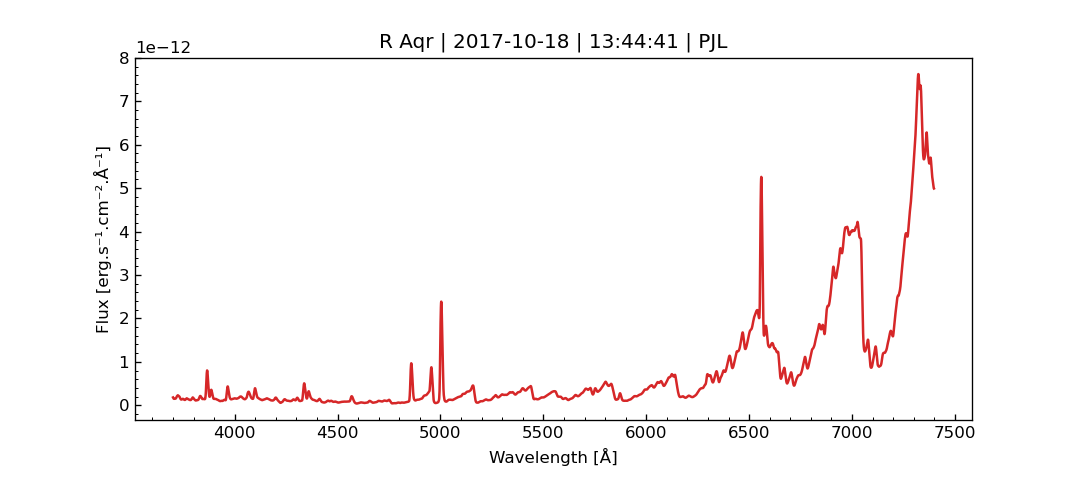 R Aqr | 2017-10-18 | 13:44:41 | PJL
1e−12
8
7
6
5
4
3
2
1
0
Flux [erg.s⁻¹.cm⁻².Å⁻¹]
4000 4500 5000 5500 6000 6500 7000 7500
Wavelength [Å]